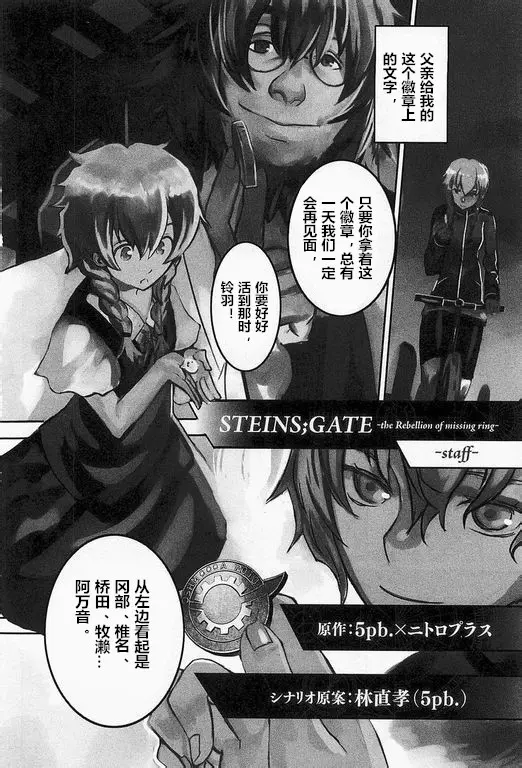 父亲给我的
这个徽章上
的文字，
只要你拿着这
个徽章，总有
一天我们一定
会再见面，
你要好好
活到那时，
铃羽！
STEINS;GATE -the Rebellion of missing ring-
-staff-
从左边看起是
冈部、椎名、
桥田、牧濑…
阿万音。
原作：5pb.×ニトロプラス
シナリオ原案：林直孝（5pb.）